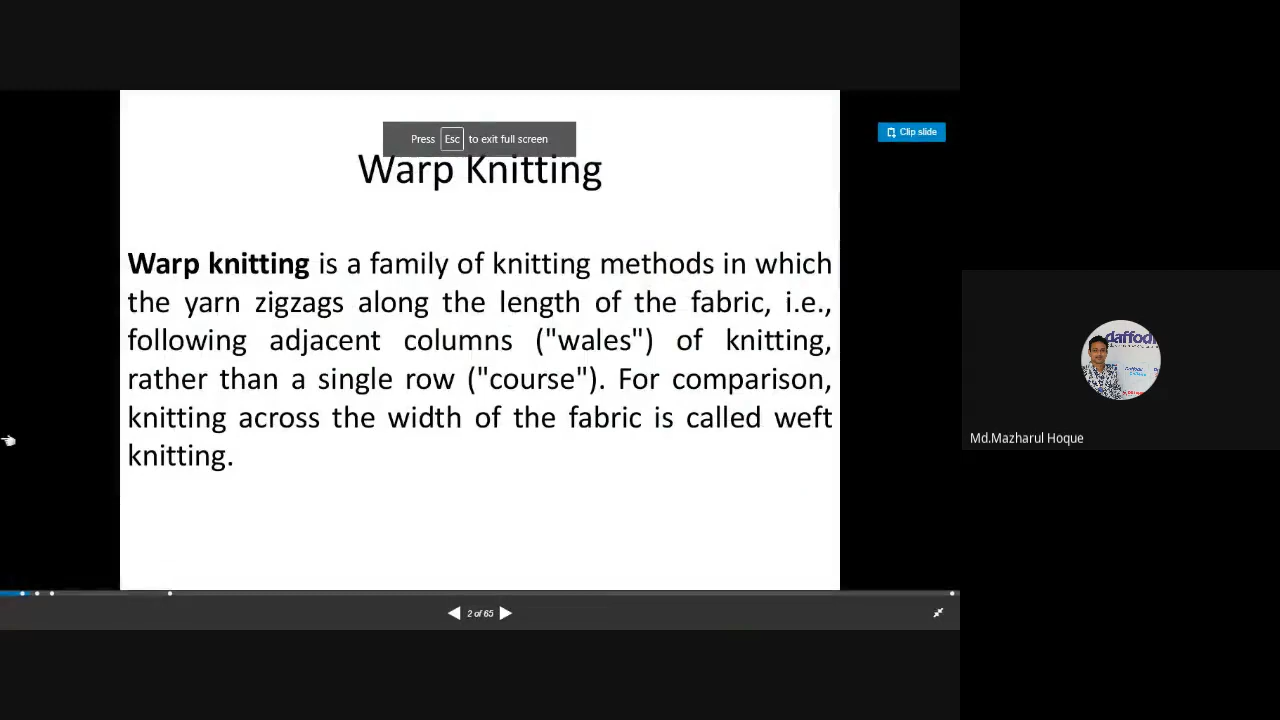 Press Esc to exit full screen
Clip slide
Warp Knitting
Warp knitting is a family of knitting methods in which
the yarn zigzags along the length of the fabric, i.e.,
following adjacent columns ("wales") of knitting,
rather than a single row ("course"). For comparison,
knitting across the width of the fabric is called weft
knitting.
Md.Mazharul Hoque
2 of 65